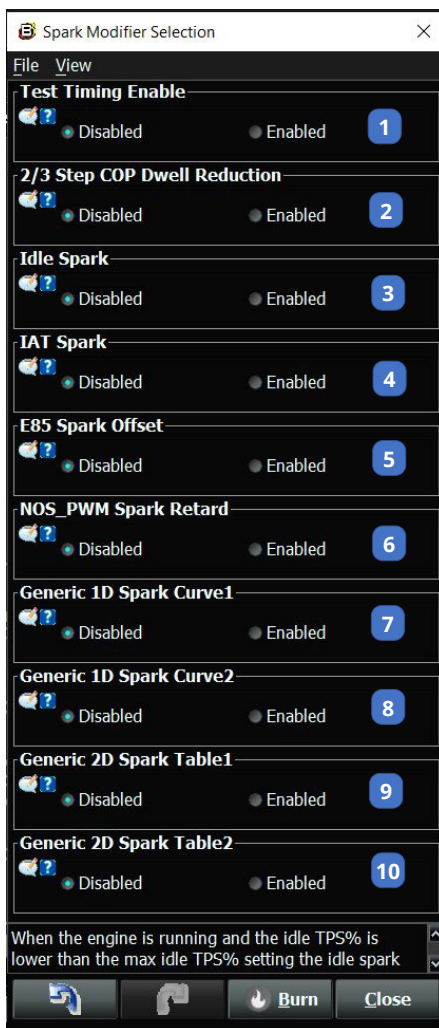 Spark Modifier Selection
File View
Test Timing Enable
Disabled Enabled 1
2/3 Step COP Dwell Reduction
Disabled Enabled 2
Idle Spark
Disabled Enabled 3
IAT Spark
Disabled Enabled 4
E85 Spark Offset
Disabled Enabled 5
NOS_PWM Spark Retard
Disabled Enabled 6
Generic 1D Spark Curve1
Disabled Enabled 7
Generic 1D Spark Curve2
Disabled Enabled 8
Generic 2D Spark Table1
Disabled Enabled 9
Generic 2D Spark Table2
Disabled Enabled 10
When the engine is running and the idle TPS% is
lower than the max idle TPS% setting the idle spark
Burn Close